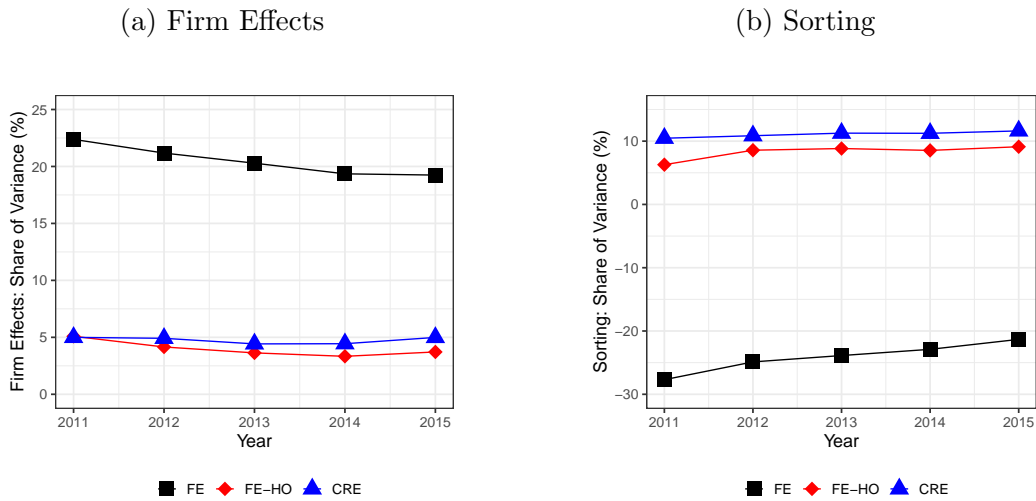 (a) Firm Effects
Firm Effects: Share of Variance (%)
25
20
15
10
5
0
2011 2012 2013 2014 2015
Year
FE FE−HO CRE
(b) Sorting
Sorting: Share of Variance (%)
10
0
−10
−20
−30
2011 2012 2013 2014 2015
Year
FE FE−HO CRE